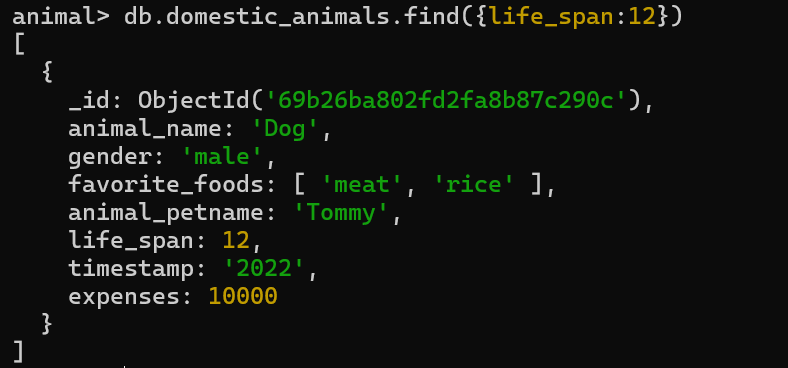 animal> db.domestic_animals.find({life_span:12})
[
  {
    _id: ObjectId('69b26ba802fd2fa8b87c290c'),
    animal_name: 'Dog',
    gender: 'male',
    favorite_foods: [ 'meat', 'rice' ],
    animal_petname: 'Tommy',
    life_span: 12,
    timestamp: '2022',
    expenses: 10000
  }
]